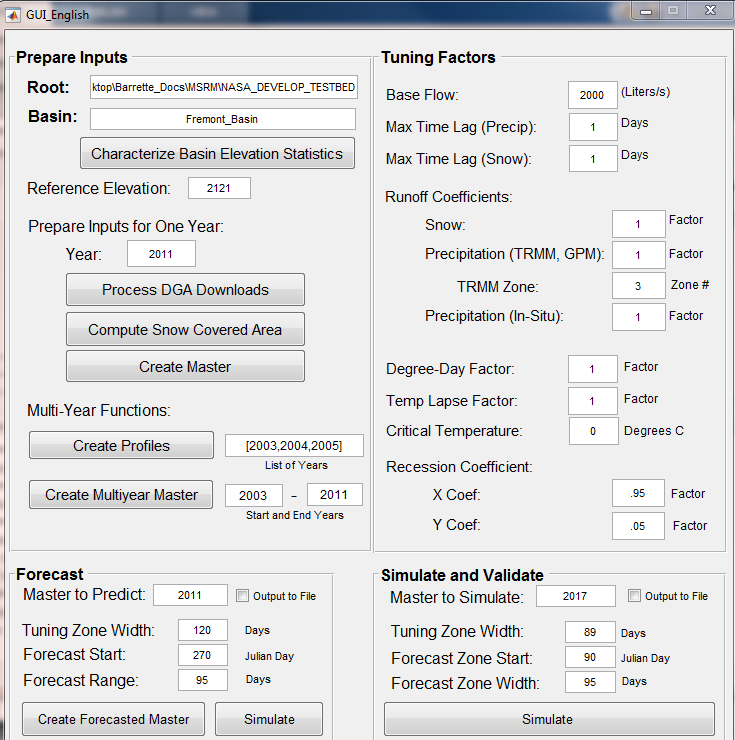 GUI_English
Prepare Inputs
Root: ktop\Barrette_Docs\MSRM\NASA_DEVELOP_TESTBED
Basin: Fremont_Basin
Characterize Basin Elevation Statistics
Reference Elevation: 2121
Prepare Inputs for One Year:
Year: 2011
Process DGA Downloads
Compute Snow Covered Area
Create Master
Multi-Year Functions:
Create Profiles [2003,2004,2005]
List of Years
Create Multiyear Master 2003 - 2011
Start and End Years
Tuning Factors
Base Flow: 2000 (Liters/s)
Max Time Lag (Precip): 1 Days
Max Time Lag (Snow): 1 Days
Runoff Coefficients:
Snow: 1 Factor
Precipitation (TRMM, GPM): 1 Factor
TRMM Zone: 3 Zone #
Precipitation (In-Situ): 1 Factor
Degree-Day Factor: 1 Factor
Temp Lapse Factor: 1 Factor
Critical Temperature: 0 Degrees C
Recession Coefficient:
X Coef: .95 Factor
Y Coef: .05 Factor
Forecast
Master to Predict: 2011 Output to File
Tuning Zone Width: 120 Days
Forecast Start: 270 Julian Day
Forecast Range: 95 Days
Create Forecasted Master Simulate
Simulate and Validate
Master to Simulate: 2017 Output to File
Tuning Zone Width: 89 Days
Forecast Zone Start: 90 Julian Day
Forecast Zone Width: 95 Days
Simulate